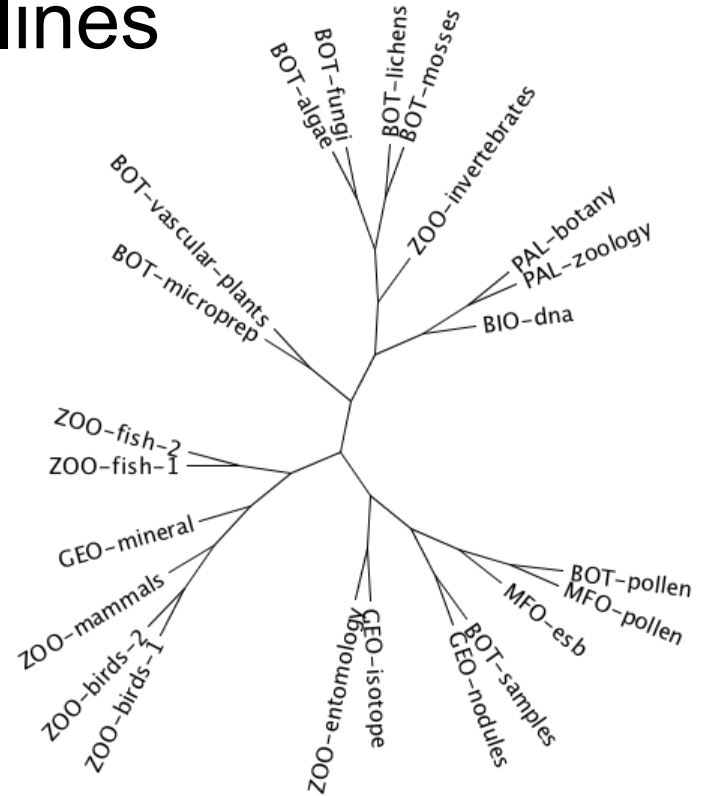 lines
BOT-fungi
BOT-algae
BOT-lichens
BOT-mosses
ZOO-invertebrates
PAL-botany
PAL-zoology
BIO-dna
BOT-vascular-plants
BOT-microprep
ZOO-fish-2
ZOO-fish-1
GEO-mineral
ZOO-mammals
ZOO-birds-2
ZOO-birds-1
ZOO-entomology
GEO-isotope
GEO-nodules
BOT-samples
MFO-esb
MFO-pollen
BOT-pollen